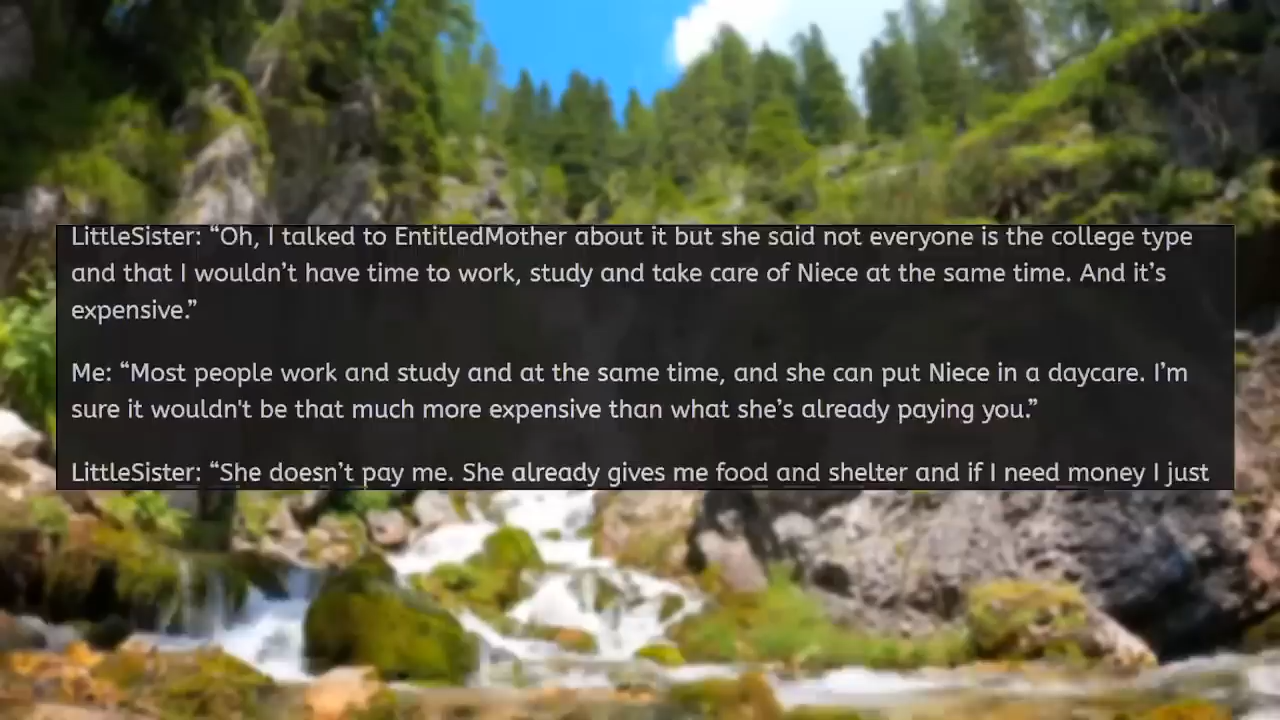 LittleSister: “Oh, I talked to EntitledMother about it but she said not everyone is the college type
and that I wouldn’t have time to work, study and take care of Niece at the same time. And it’s
expensive.”
Me: “Most people work and study and at the same time, and she can put Niece in a daycare. I’m
sure it wouldn't be that much more expensive than what she’s already paying you.”
LittleSister: “She doesn’t pay me. She already gives me food and shelter and if I need money I just